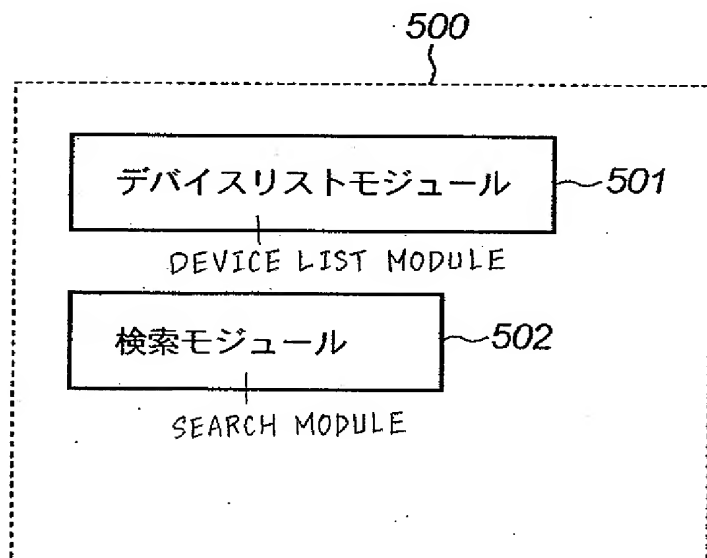 500
デバイスリストモジュール 501
DEVICE LIST MODULE
検索モジュール 502
SEARCH MODULE